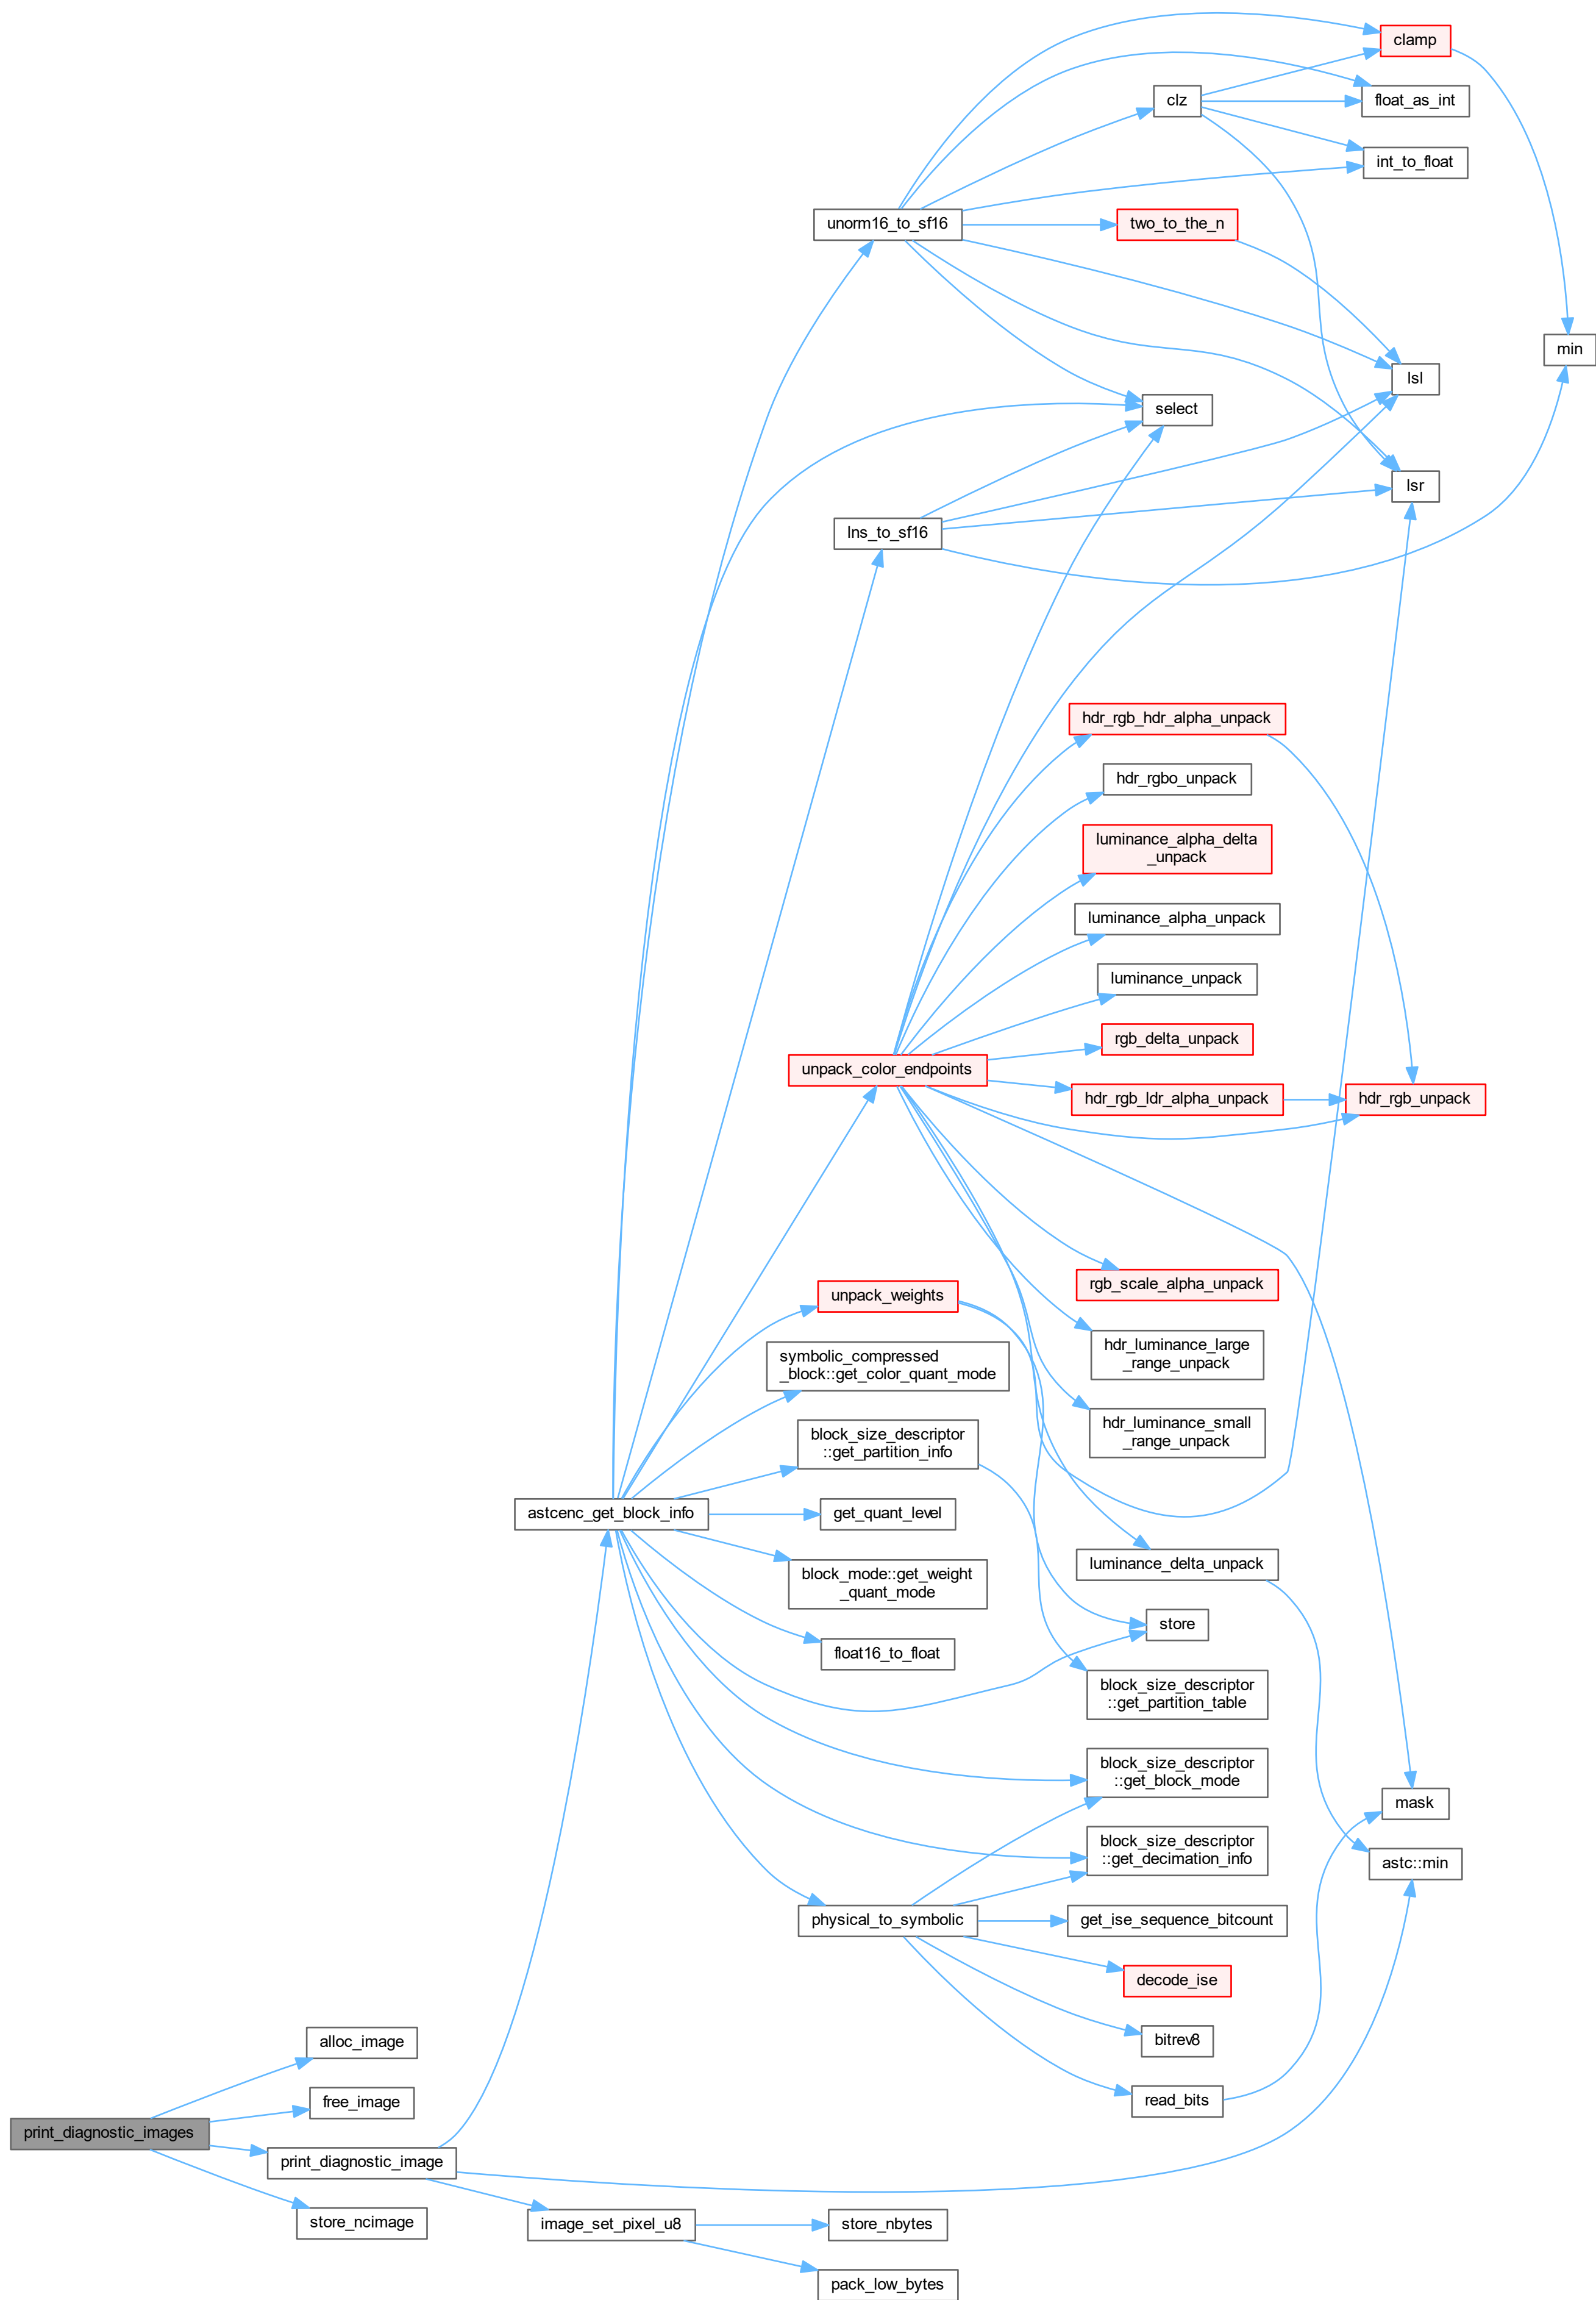 clamp
clz
float_as_int
int_to_float
unorm16_to_sf16
two_to_the_n
min
lsl
select
lsr
lns_to_sf16
hdr_rgb_hdr_alpha_unpack
hdr_rgbo_unpack
luminance_alpha_delta
_unpack
luminance_alpha_unpack
luminance_unpack
rgb_delta_unpack
unpack_color_endpoints
hdr_rgb_ldr_alpha_unpack
hdr_rgb_unpack
rgb_scale_alpha_unpack
unpack_weights
hdr_luminance_large
_range_unpack
symbolic_compressed
_block::get_color_quant_mode
hdr_luminance_small
_range_unpack
block_size_descriptor
::get_partition_info
astcenc_get_block_info
get_quant_level
luminance_delta_unpack
block_mode::get_weight
_quant_mode
store
float16_to_float
block_size_descriptor
::get_partition_table
block_size_descriptor
::get_block_mode
mask
block_size_descriptor
::get_decimation_info
astc::min
physical_to_symbolic
get_ise_sequence_bitcount
decode_ise
bitrev8
alloc_image
read_bits
free_image
print_diagnostic_images
print_diagnostic_image
store_ncimage
image_set_pixel_u8
store_nbytes
pack_low_bytes